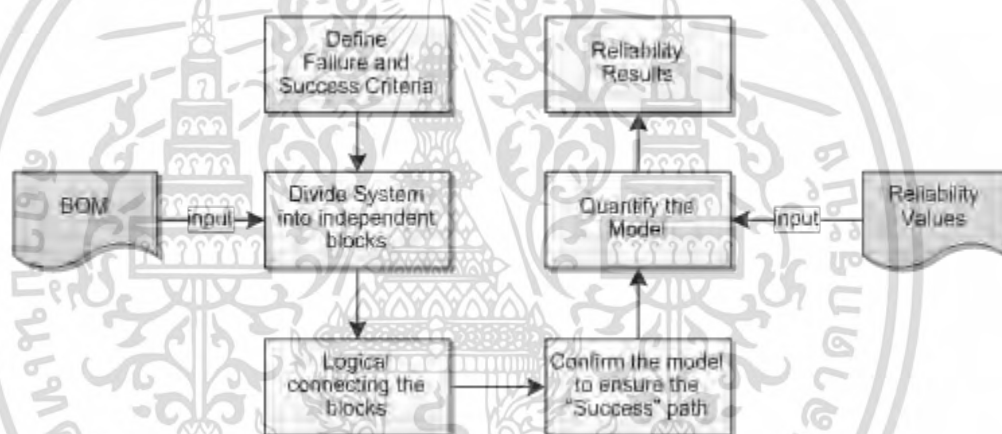 Define
Failure and
Success Criteria
Reliability
Results
BOM
input
Divide System
into independent
blocks
Quantify the
Model
input
Reliability
Values
Logical
connecting the
blocks
Confirm the model
to ensure the
"Success" path